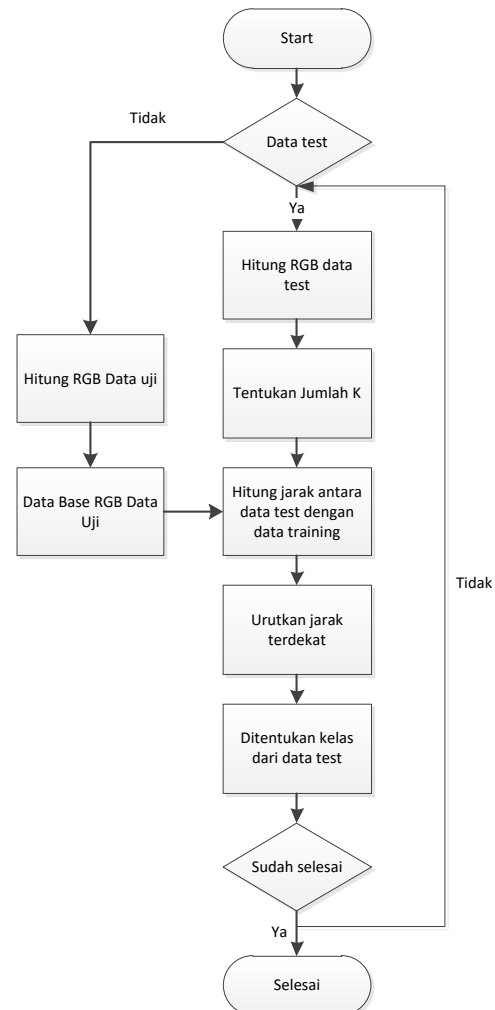 Start
Tidak
Data test
Ya
Hitung RGB data
test
Hitung RGB Data uji
Tentukan Jumlah K
Data Base RGB Data
Uji
Hitung jarak antara
data test dengan
data training
Tidak
Urutkan jarak
terdekat
Ditentukan kelas
dari data test
Sudah selesai
Ya
Selesai